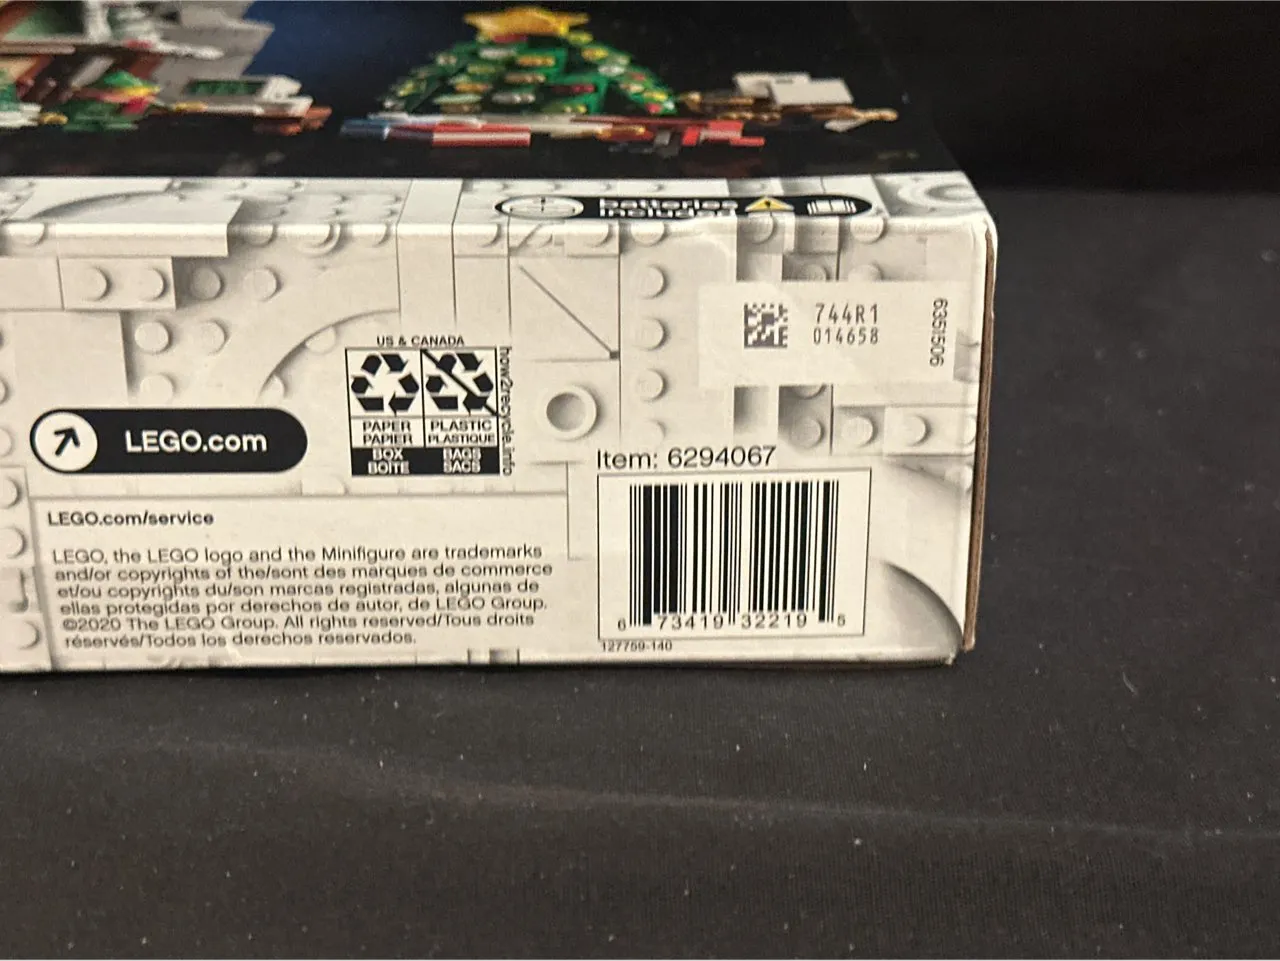 batteries
included
744R1
014658
6351506
US & CANADA
PAPER
PAPIER
BOX
BOÎTE
PLASTIC
PLASTIQUE
BAGS
SACS
how2recycle.info
LEGO.com
Item: 6294067
LEGO.com/service
LEGO, the LEGO logo and the Minifigure are trademarks
and/or copyrights of the/sont des marques de commerce
et/ou copyrights du/son marcas registradas, algunas de
ellas protegidas por derechos de autor, de LEGO Group.
©2020 The LEGO Group. All rights reserved/Tous droits
réservés/Todos los derechos reservados.
6 73419 32219 5
127759-140